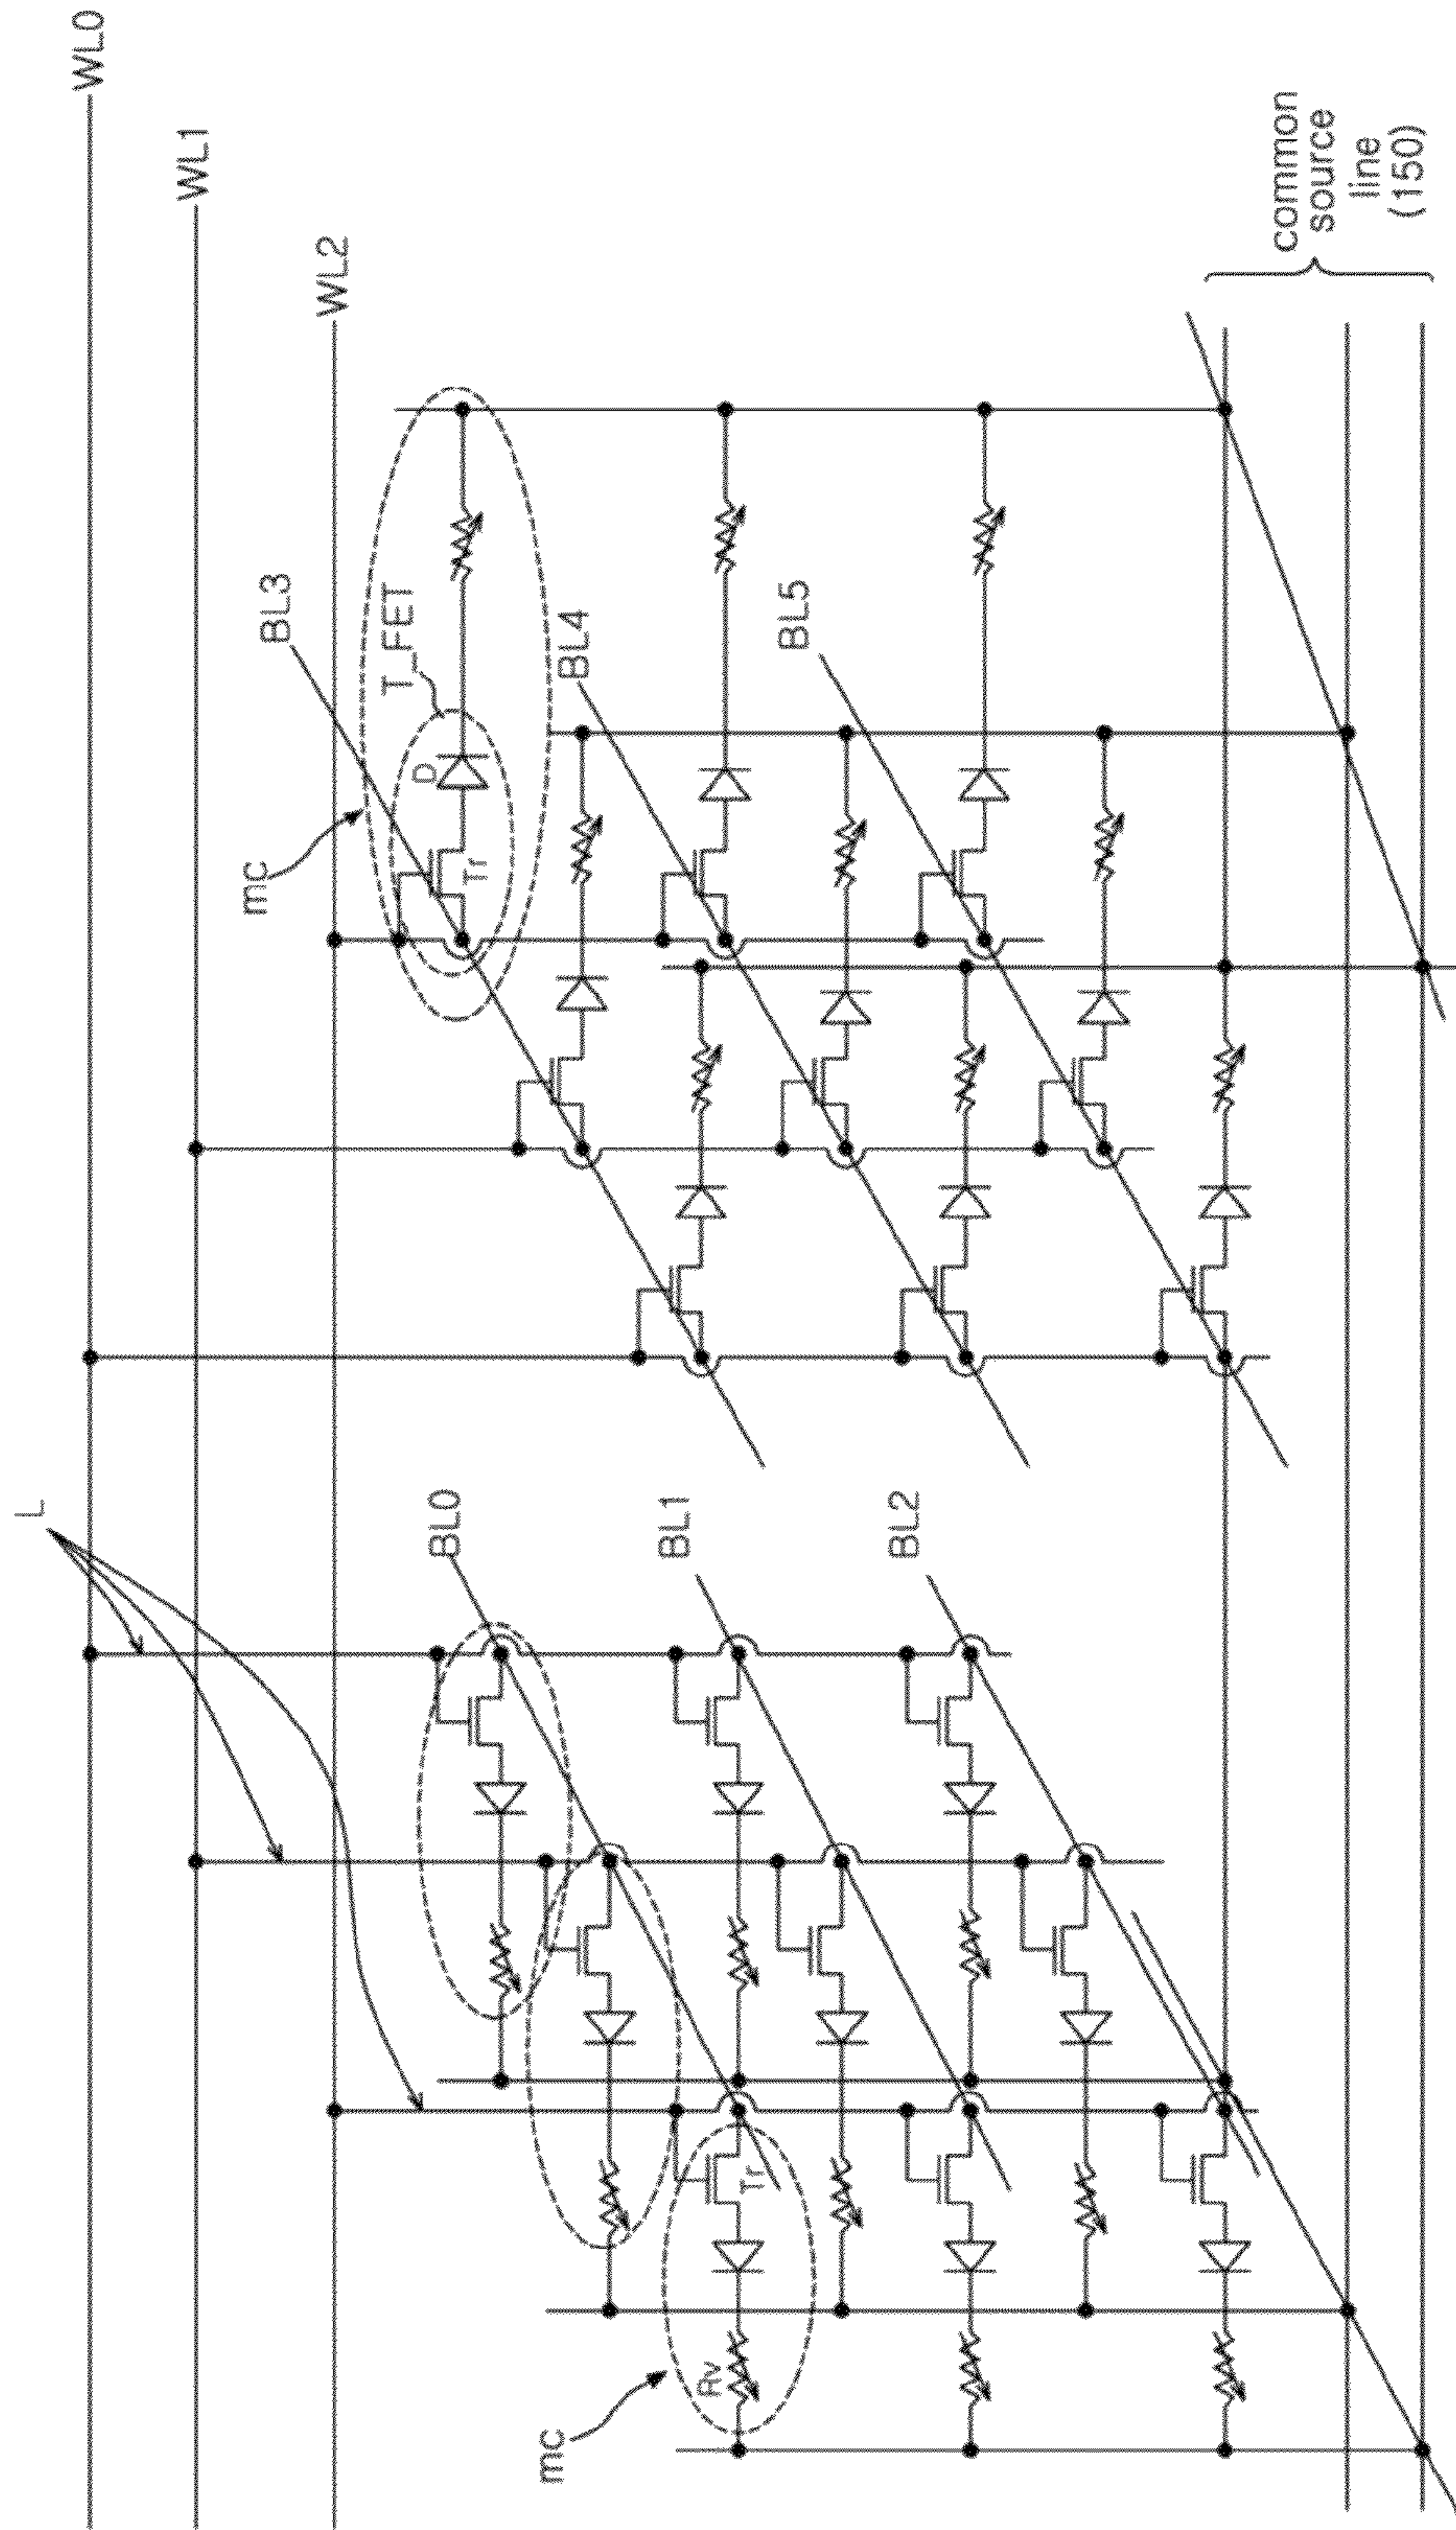 WL0
WL1
WL2
common
source
line
(150)
BL3
T_FET
BL4
BL5
D
mc
Tr
L
BL0
BL1
BL2
Tr
Rv
mc